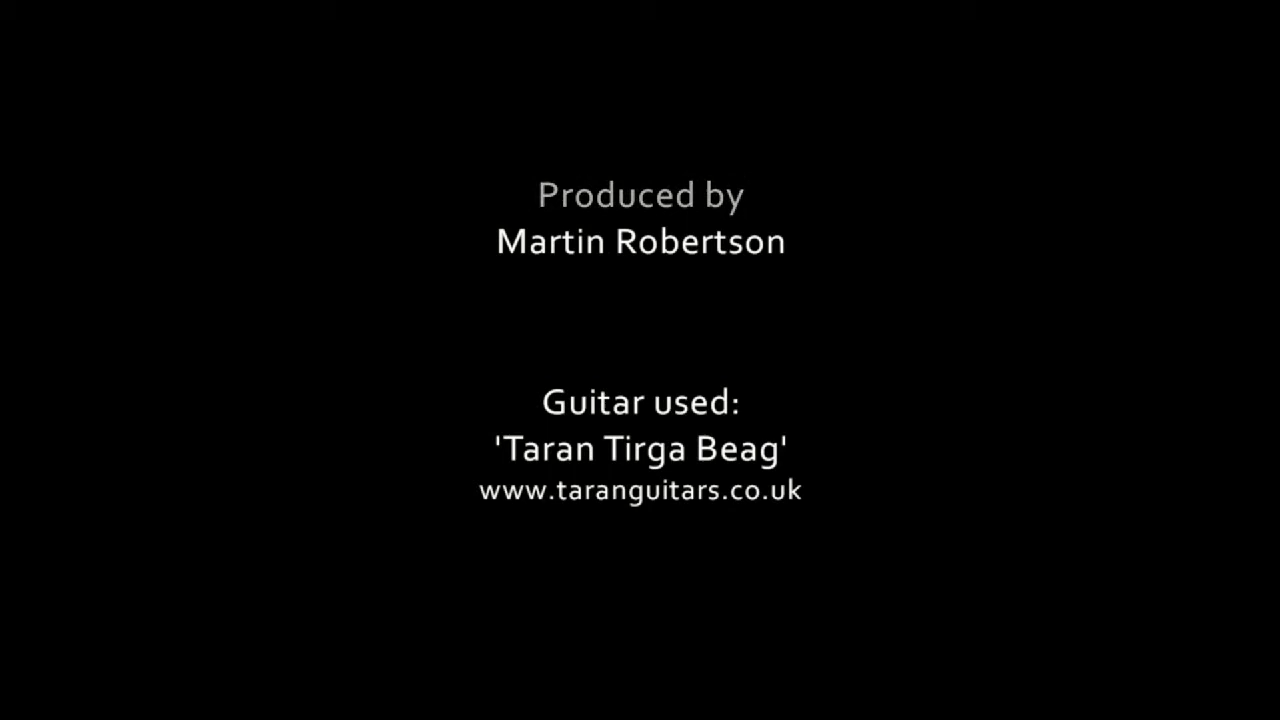 Produced by
Martin Robertson
Guitar used:
'Taran Tirga Beag'
www.taranguitars.co.uk